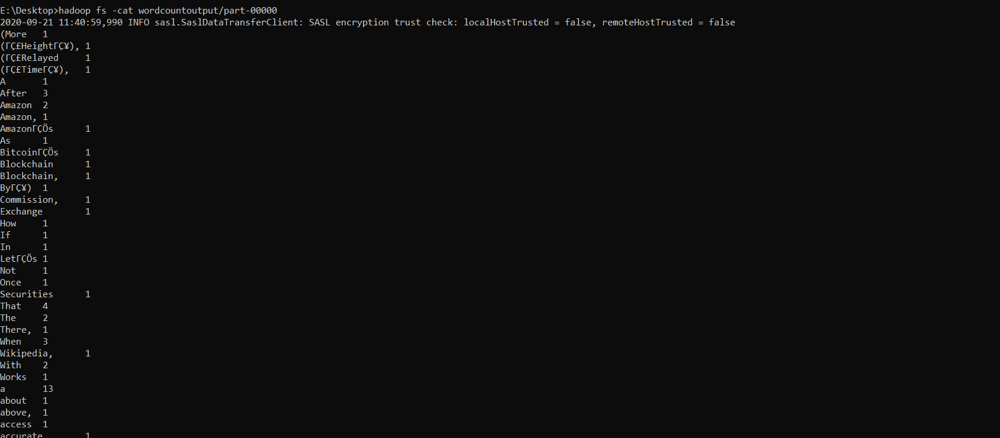 E:\Desktop>hadoop fs -cat wordcountoutput/part-00000
2020-09-21 11:40:59,990 INFO sasl.SaslDataTransferClient: SASL encryption trust check: localHostTrusted = false, remoteHostTrusted = false
(More	1
(ΓÇ£HeightΓÇ¥),	1
(ΓÇ£Relayed	1
(ΓÇ£TimeΓÇ¥),	1
A	1
After	3
Amazon	2
Amazon,	1
AmazonΓÇÖs	1
As	1
BitcoinΓÇÖs	1
Blockchain	1
Blockchain,	1
ByΓÇ¥)	1
Commission,	1
Exchange	1
How	1
If	1
In	1
LetΓÇÖs	1
Not	1
Once	1
Securities	1
That	4
The	2
There,	1
When	3
Wikipedia,	1
With	2
Works	1
a	13
about	1
above,	1
access	1
accurate	1